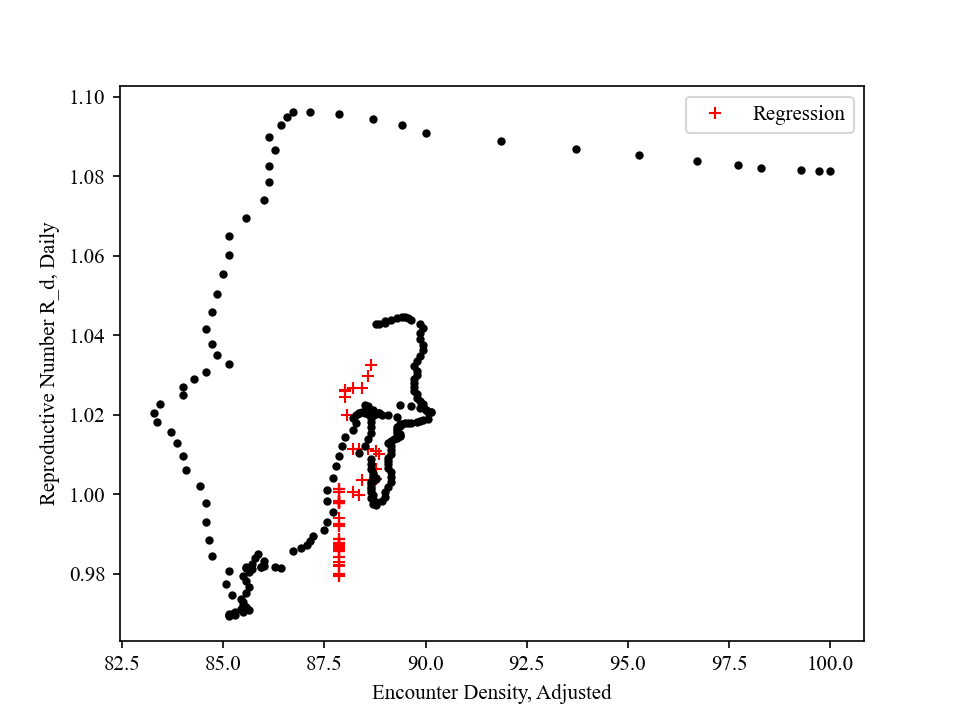 Regression
1.10
1.08
1.06
1.04
1.02
1.00
0.98
Reproductive Number R_d, Daily
82.5 85.0 87.5 90.0 92.5 95.0 97.5 100.0
Encounter Density, Adjusted